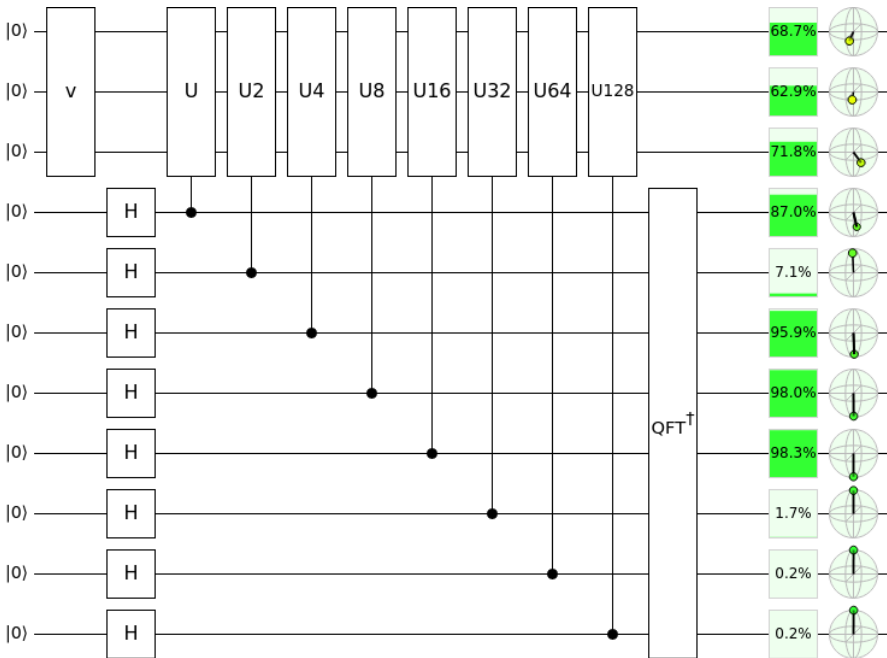 |0⟩ 68.7%
|0⟩ v U U2 U4 U8 U16 U32 U64 U128 62.9%
|0⟩ 71.8%
|0⟩ H 87.0%
|0⟩ H 7.1%
|0⟩ H 95.9%
|0⟩ H 98.0%
QFT†
|0⟩ H 98.3%
|0⟩ H 1.7%
|0⟩ H 0.2%
|0⟩ H 0.2%